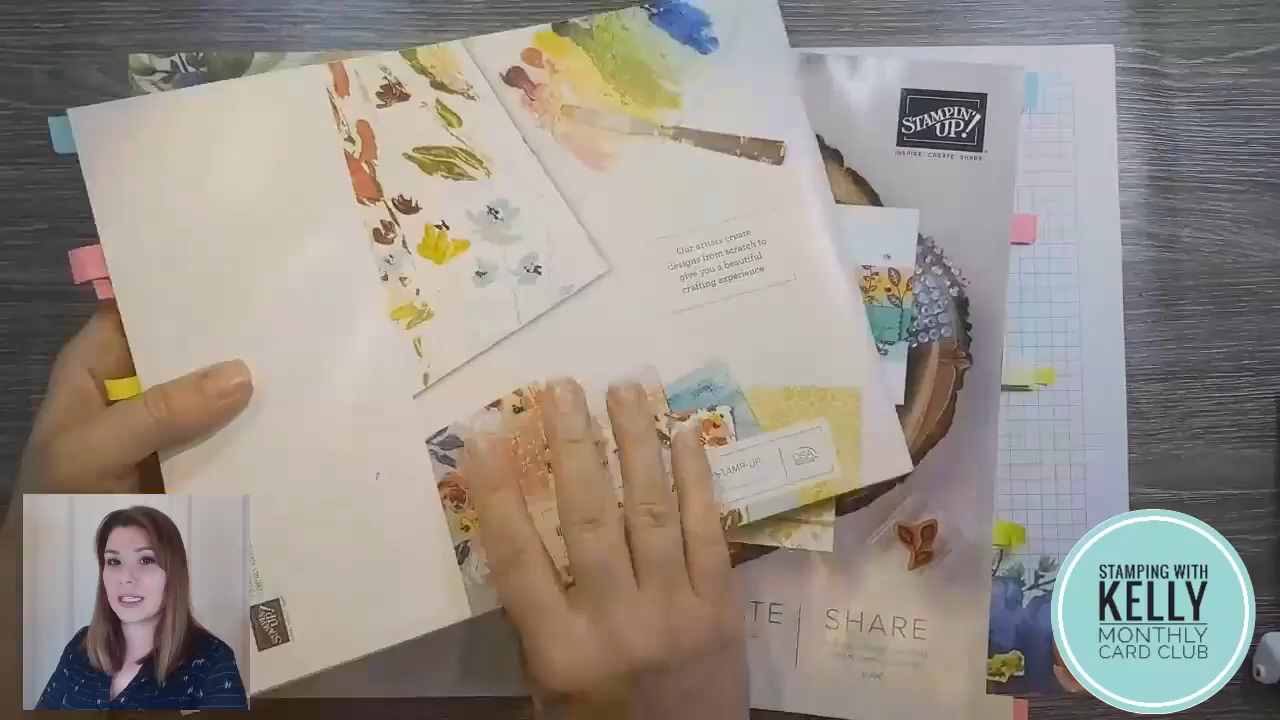 STAMPIN'
UP!
INSPIRE · CREATE · SHARE
Our artists create
designs from scratch to
give you a beautiful
crafting experience
STAMPIN'
UP!
SHARE
STAMPING WITH
KELLY
MONTHLY
CARD CLUB